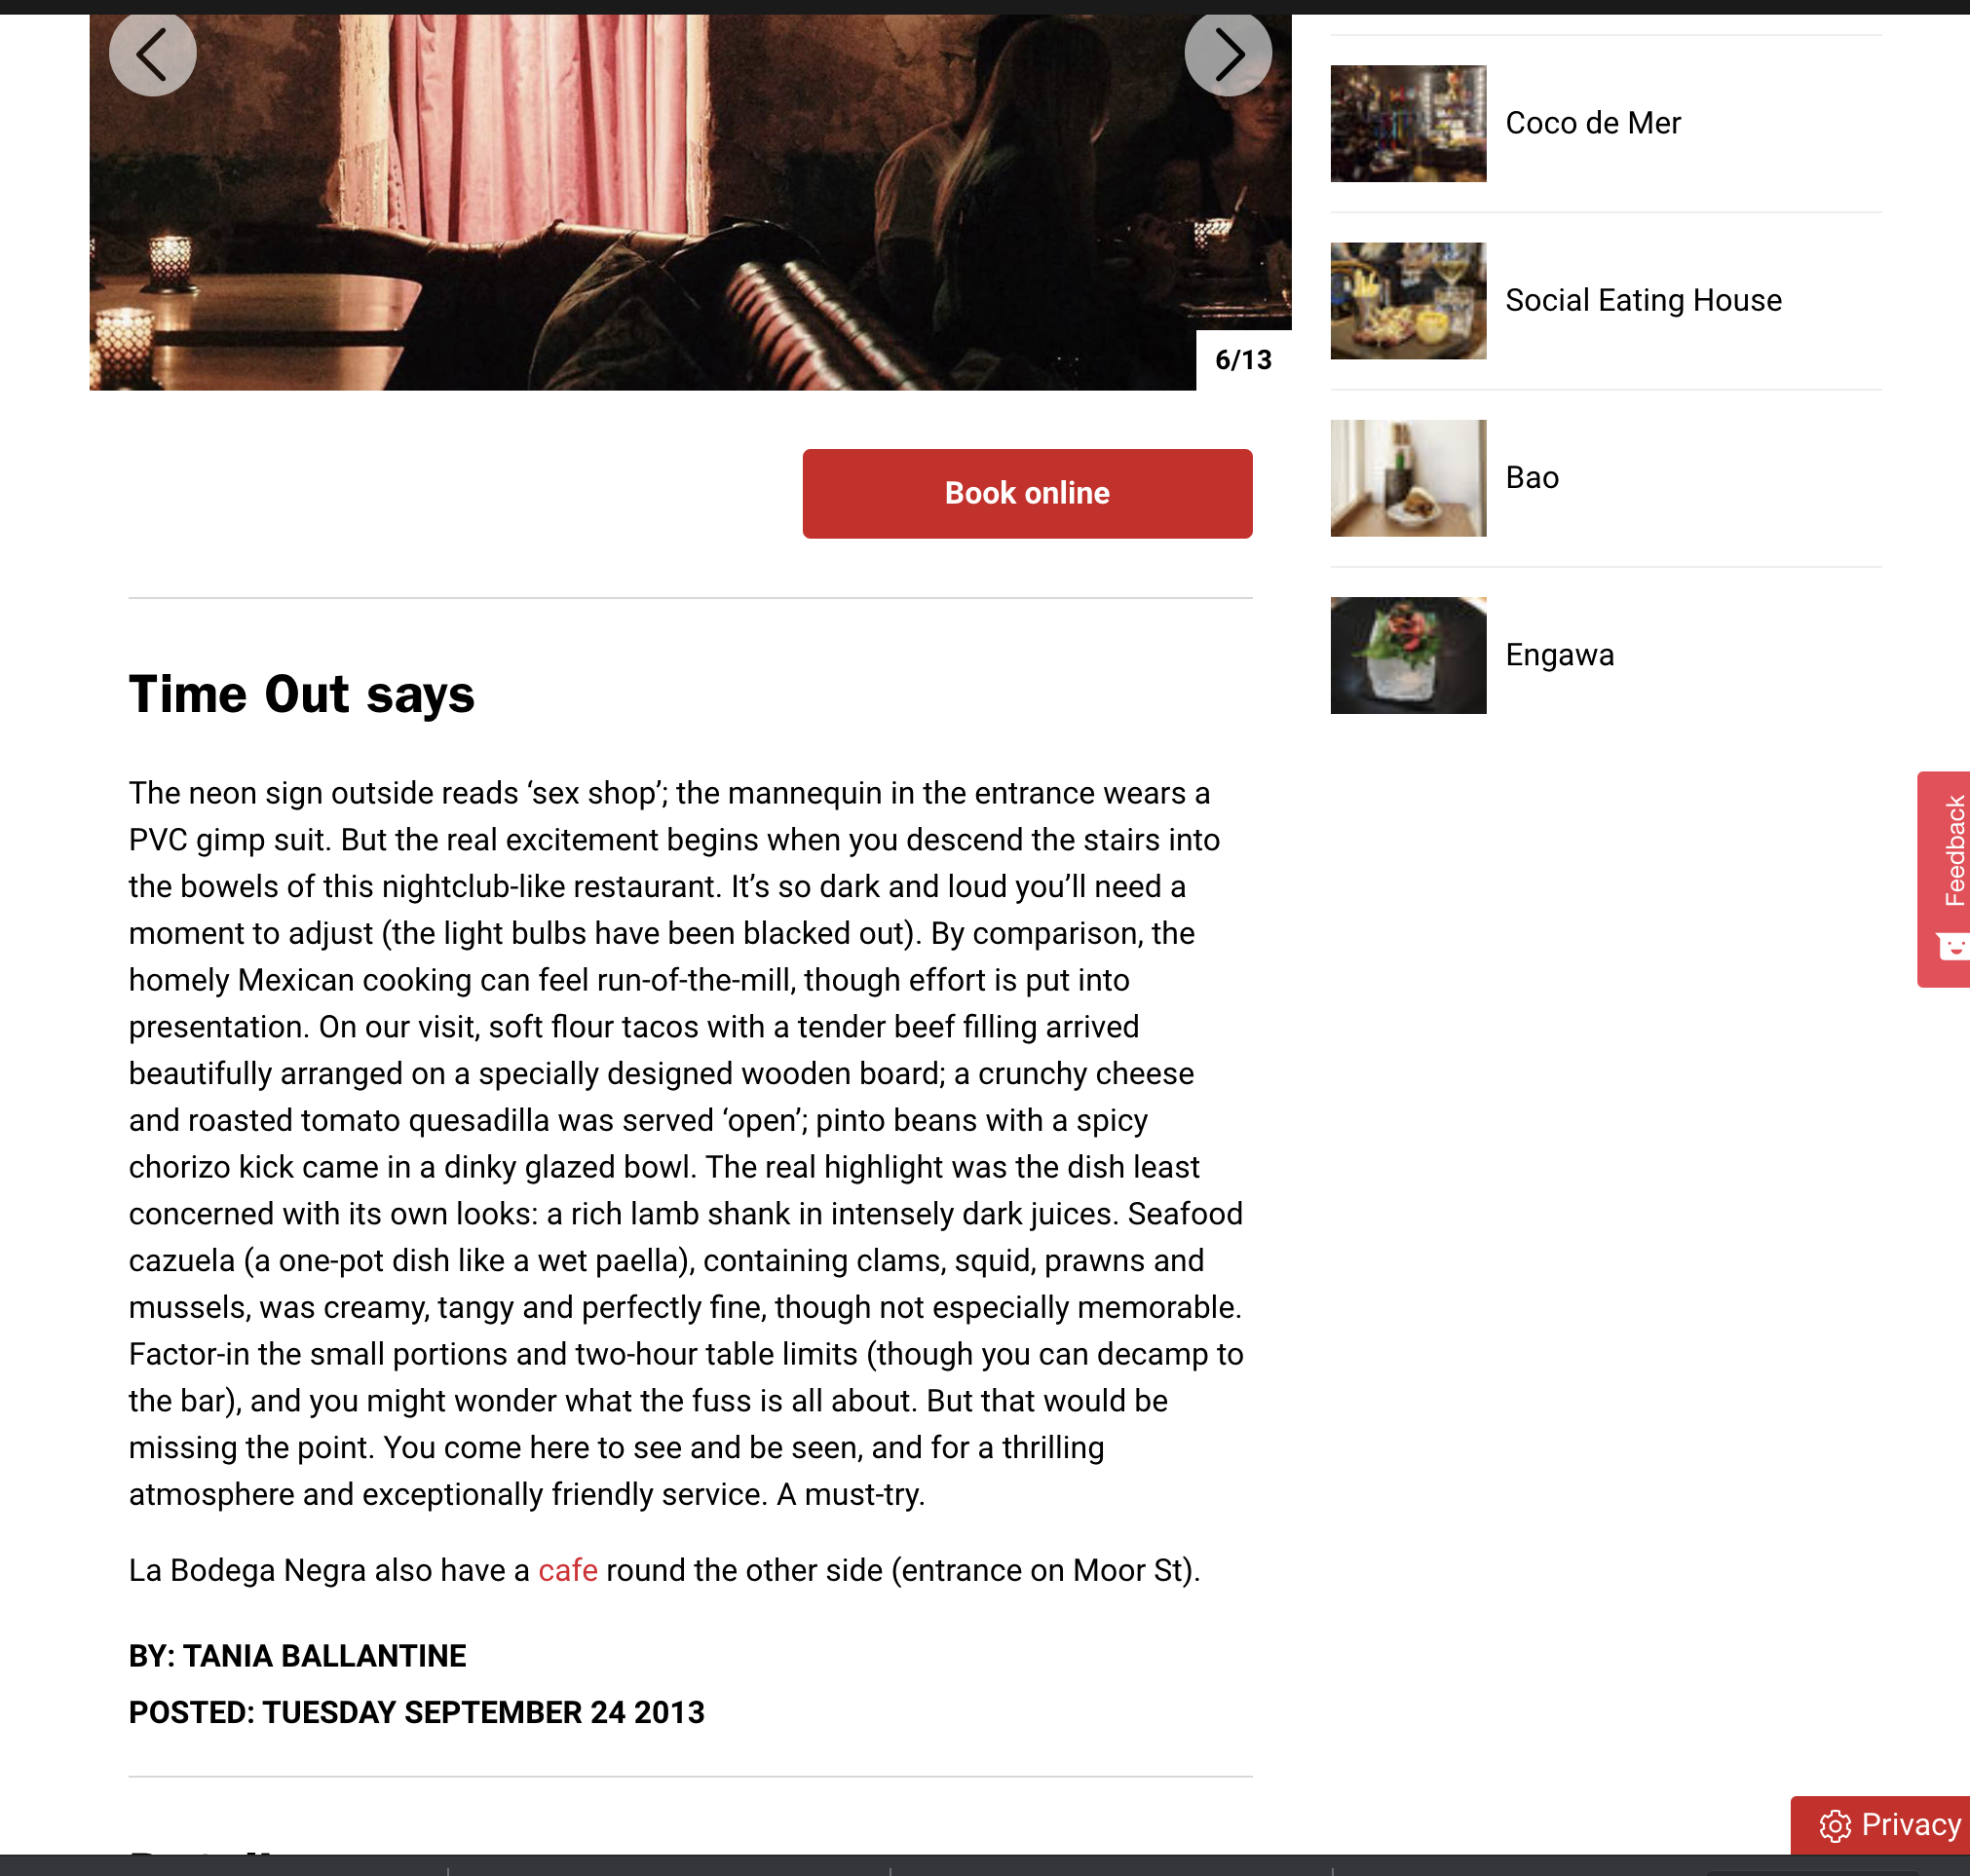 6/13
Book online
Time Out says
The neon sign outside reads ‘sex shop’; the mannequin in the entrance wears a
PVC gimp suit. But the real excitement begins when you descend the stairs into
the bowels of this nightclub-like restaurant. It’s so dark and loud you’ll need a
moment to adjust (the light bulbs have been blacked out). By comparison, the
homely Mexican cooking can feel run-of-the-mill, though effort is put into
presentation. On our visit, soft flour tacos with a tender beef filling arrived
beautifully arranged on a specially designed wooden board; a crunchy cheese
and roasted tomato quesadilla was served ‘open’; pinto beans with a spicy
chorizo kick came in a dinky glazed bowl. The real highlight was the dish least
concerned with its own looks: a rich lamb shank in intensely dark juices. Seafood
cazuela (a one-pot dish like a wet paella), containing clams, squid, prawns and
mussels, was creamy, tangy and perfectly fine, though not especially memorable.
Factor-in the small portions and two-hour table limits (though you can decamp to
the bar), and you might wonder what the fuss is all about. But that would be
missing the point. You come here to see and be seen, and for a thrilling
atmosphere and exceptionally friendly service. A must-try.
La Bodega Negra also have a cafe round the other side (entrance on Moor St).
BY: TANIA BALLANTINE
POSTED: TUESDAY SEPTEMBER 24 2013
Coco de Mer
Social Eating House
Bao
Engawa
Feedback
Privacy